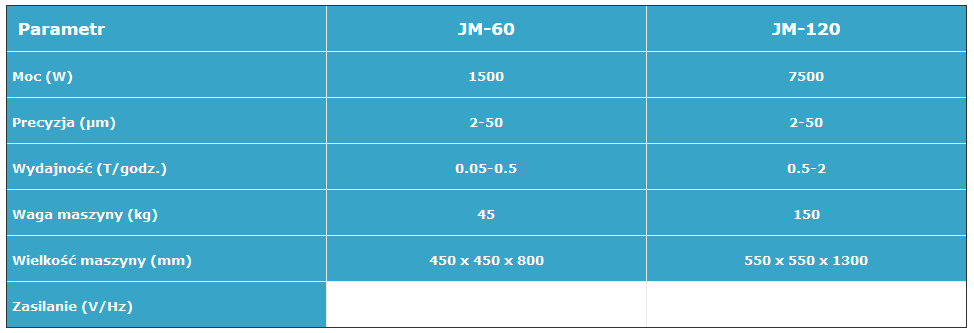 Parametr JM-60 JM-120
Moc (W) 1500 7500
Precyzja (μm) 2-50 2-50
Wydajność (T/godz.) 0.05-0.5 0.5-2
Waga maszyny (kg) 45 150
Wielkość maszyny (mm) 450 x 450 x 800 550 x 550 x 1300
Zasilanie (V/Hz)